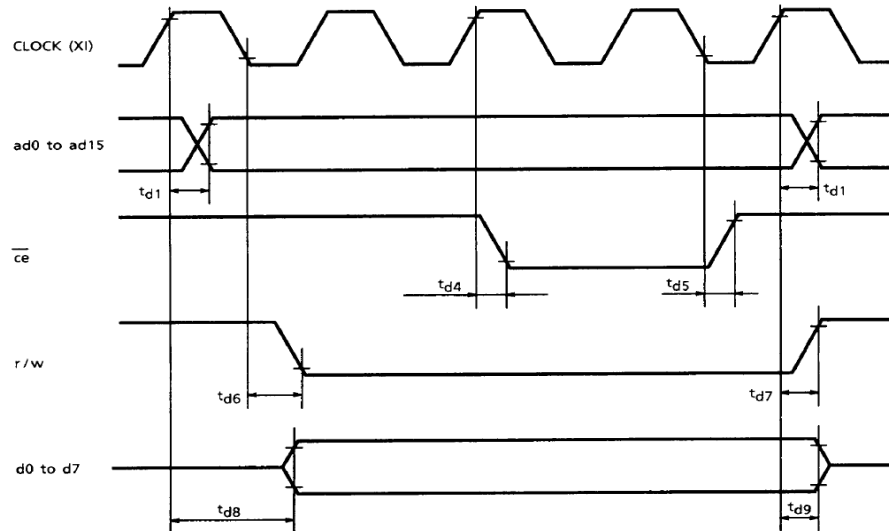 CLOCK (XI)
ad0 to ad15
td1
td1
ce
td4
td5
r/w
td6
td7
d0 to d7
td8
td9